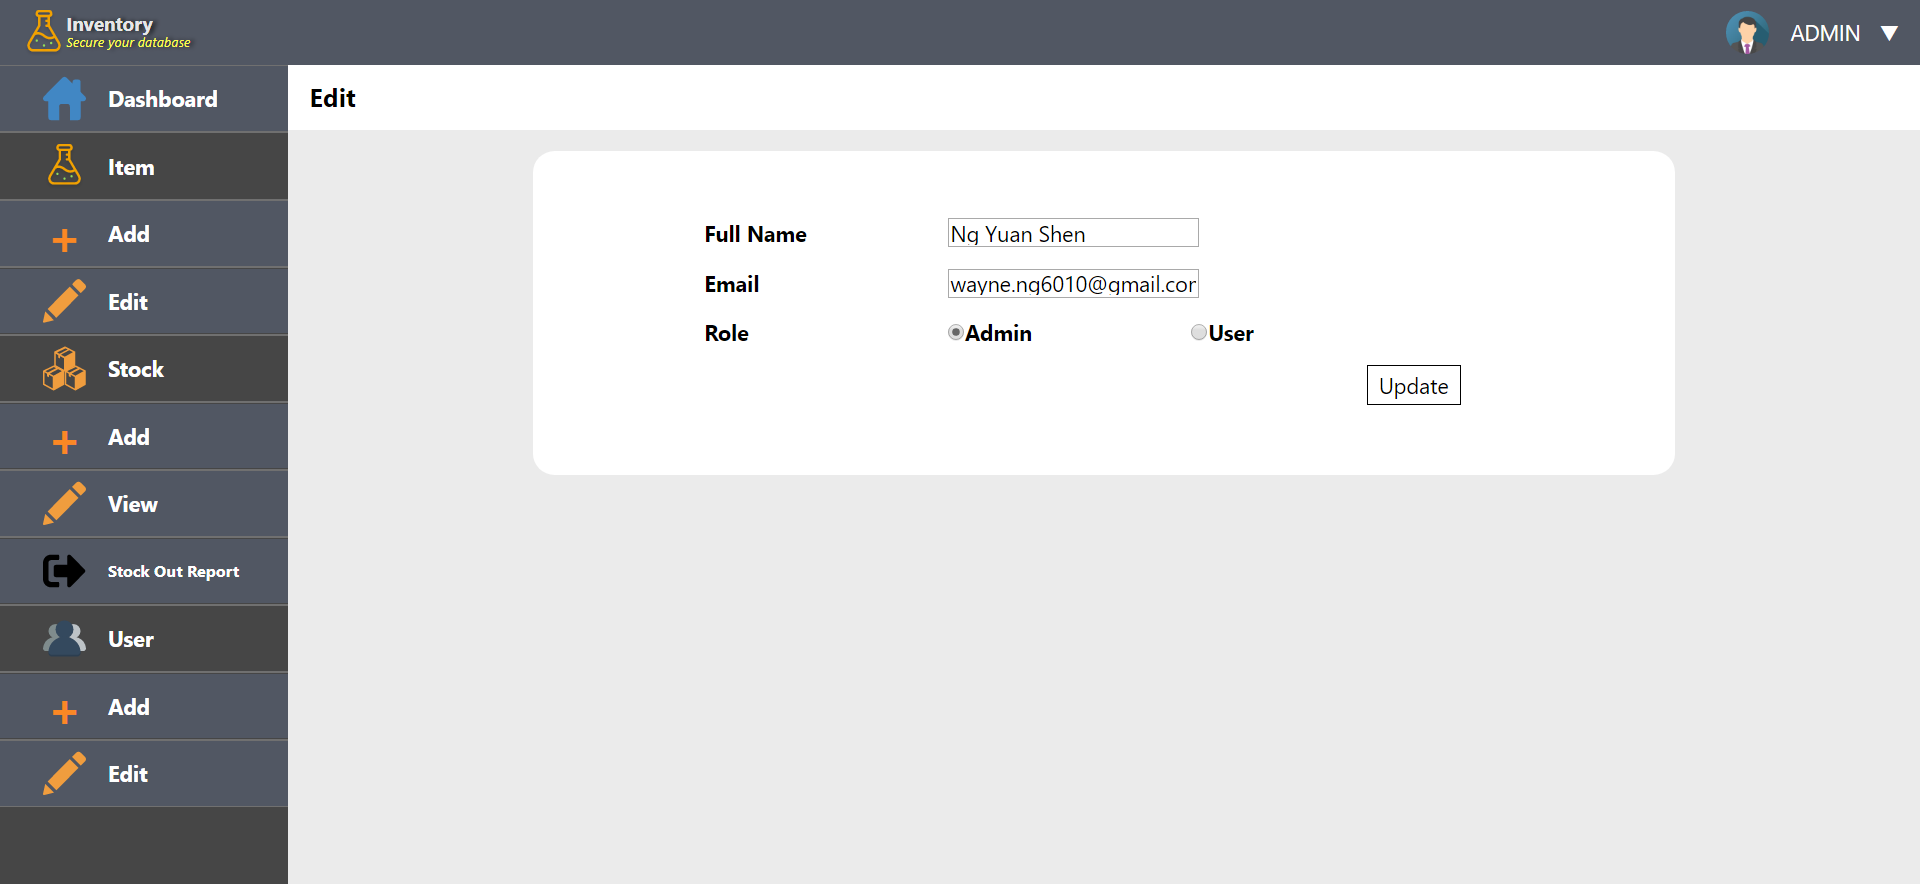 Inventory
Secure your database
ADMIN ▼
Dashboard
Item
Add
Edit
Stock
Add
View
Stock Out Report
User
Add
Edit
Edit
Full Name
Ng Yuan Shen
Email
wayne.ng6010@gmail.cor
Role
Admin
User
Update